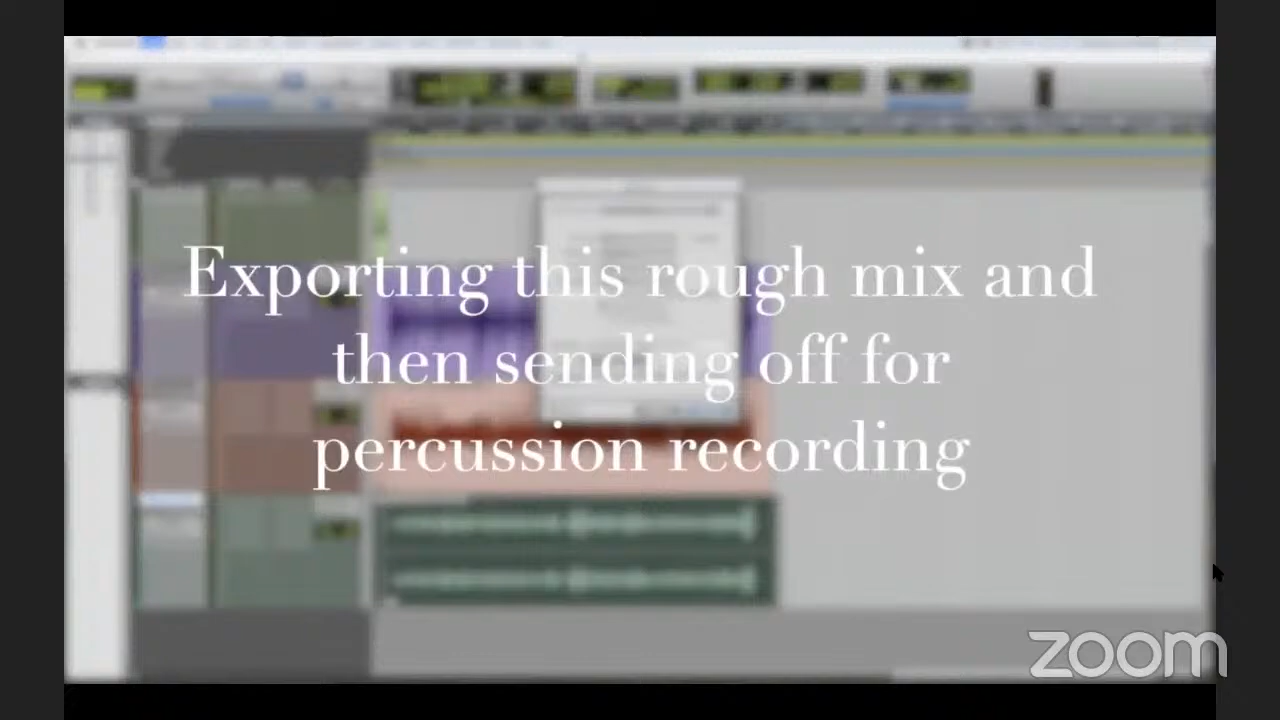 Exporting this rough mix and
then sending off for
percussion recording
zoom